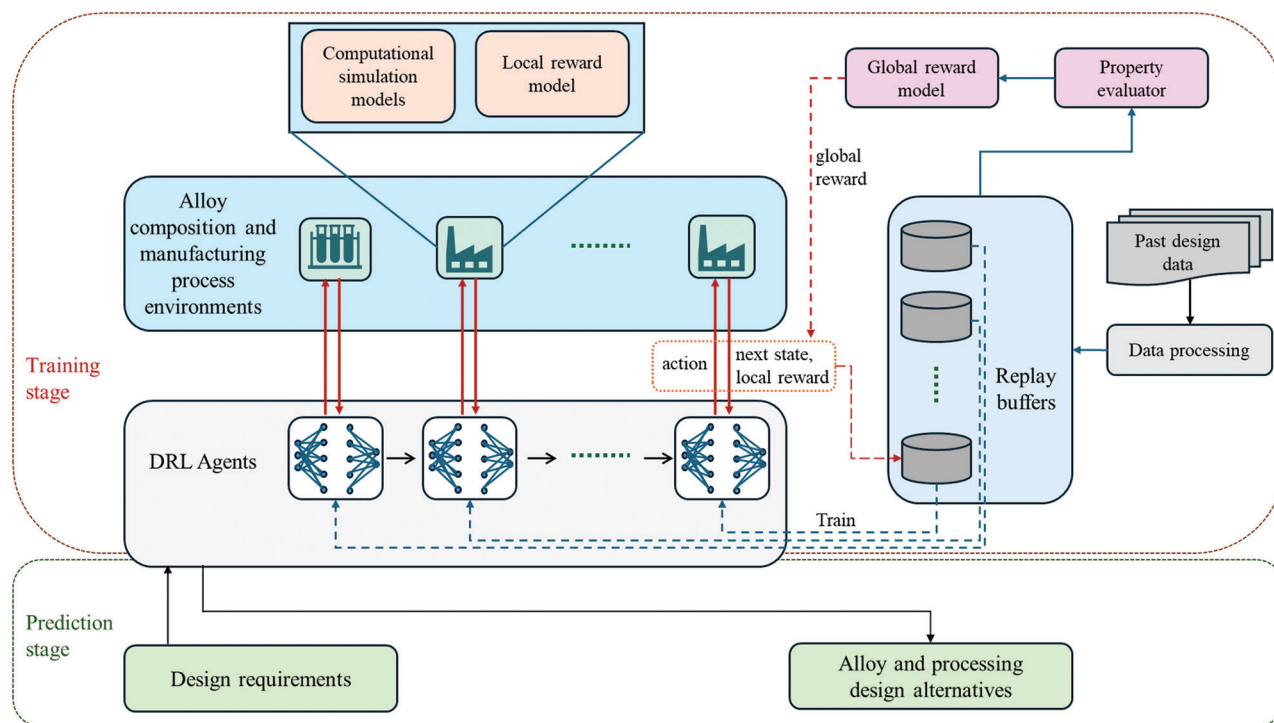 Computational
simulation
models
Local reward
model
Global reward
model
Property
evaluator
global
reward
Alloy
composition and
manufacturing
process
environments
Past design
data
Data processing
Training
stage
action
next state,
local reward
Replay
buffers
DRL Agents
Train
Prediction
stage
Design requirements
Alloy and processing
design alternatives